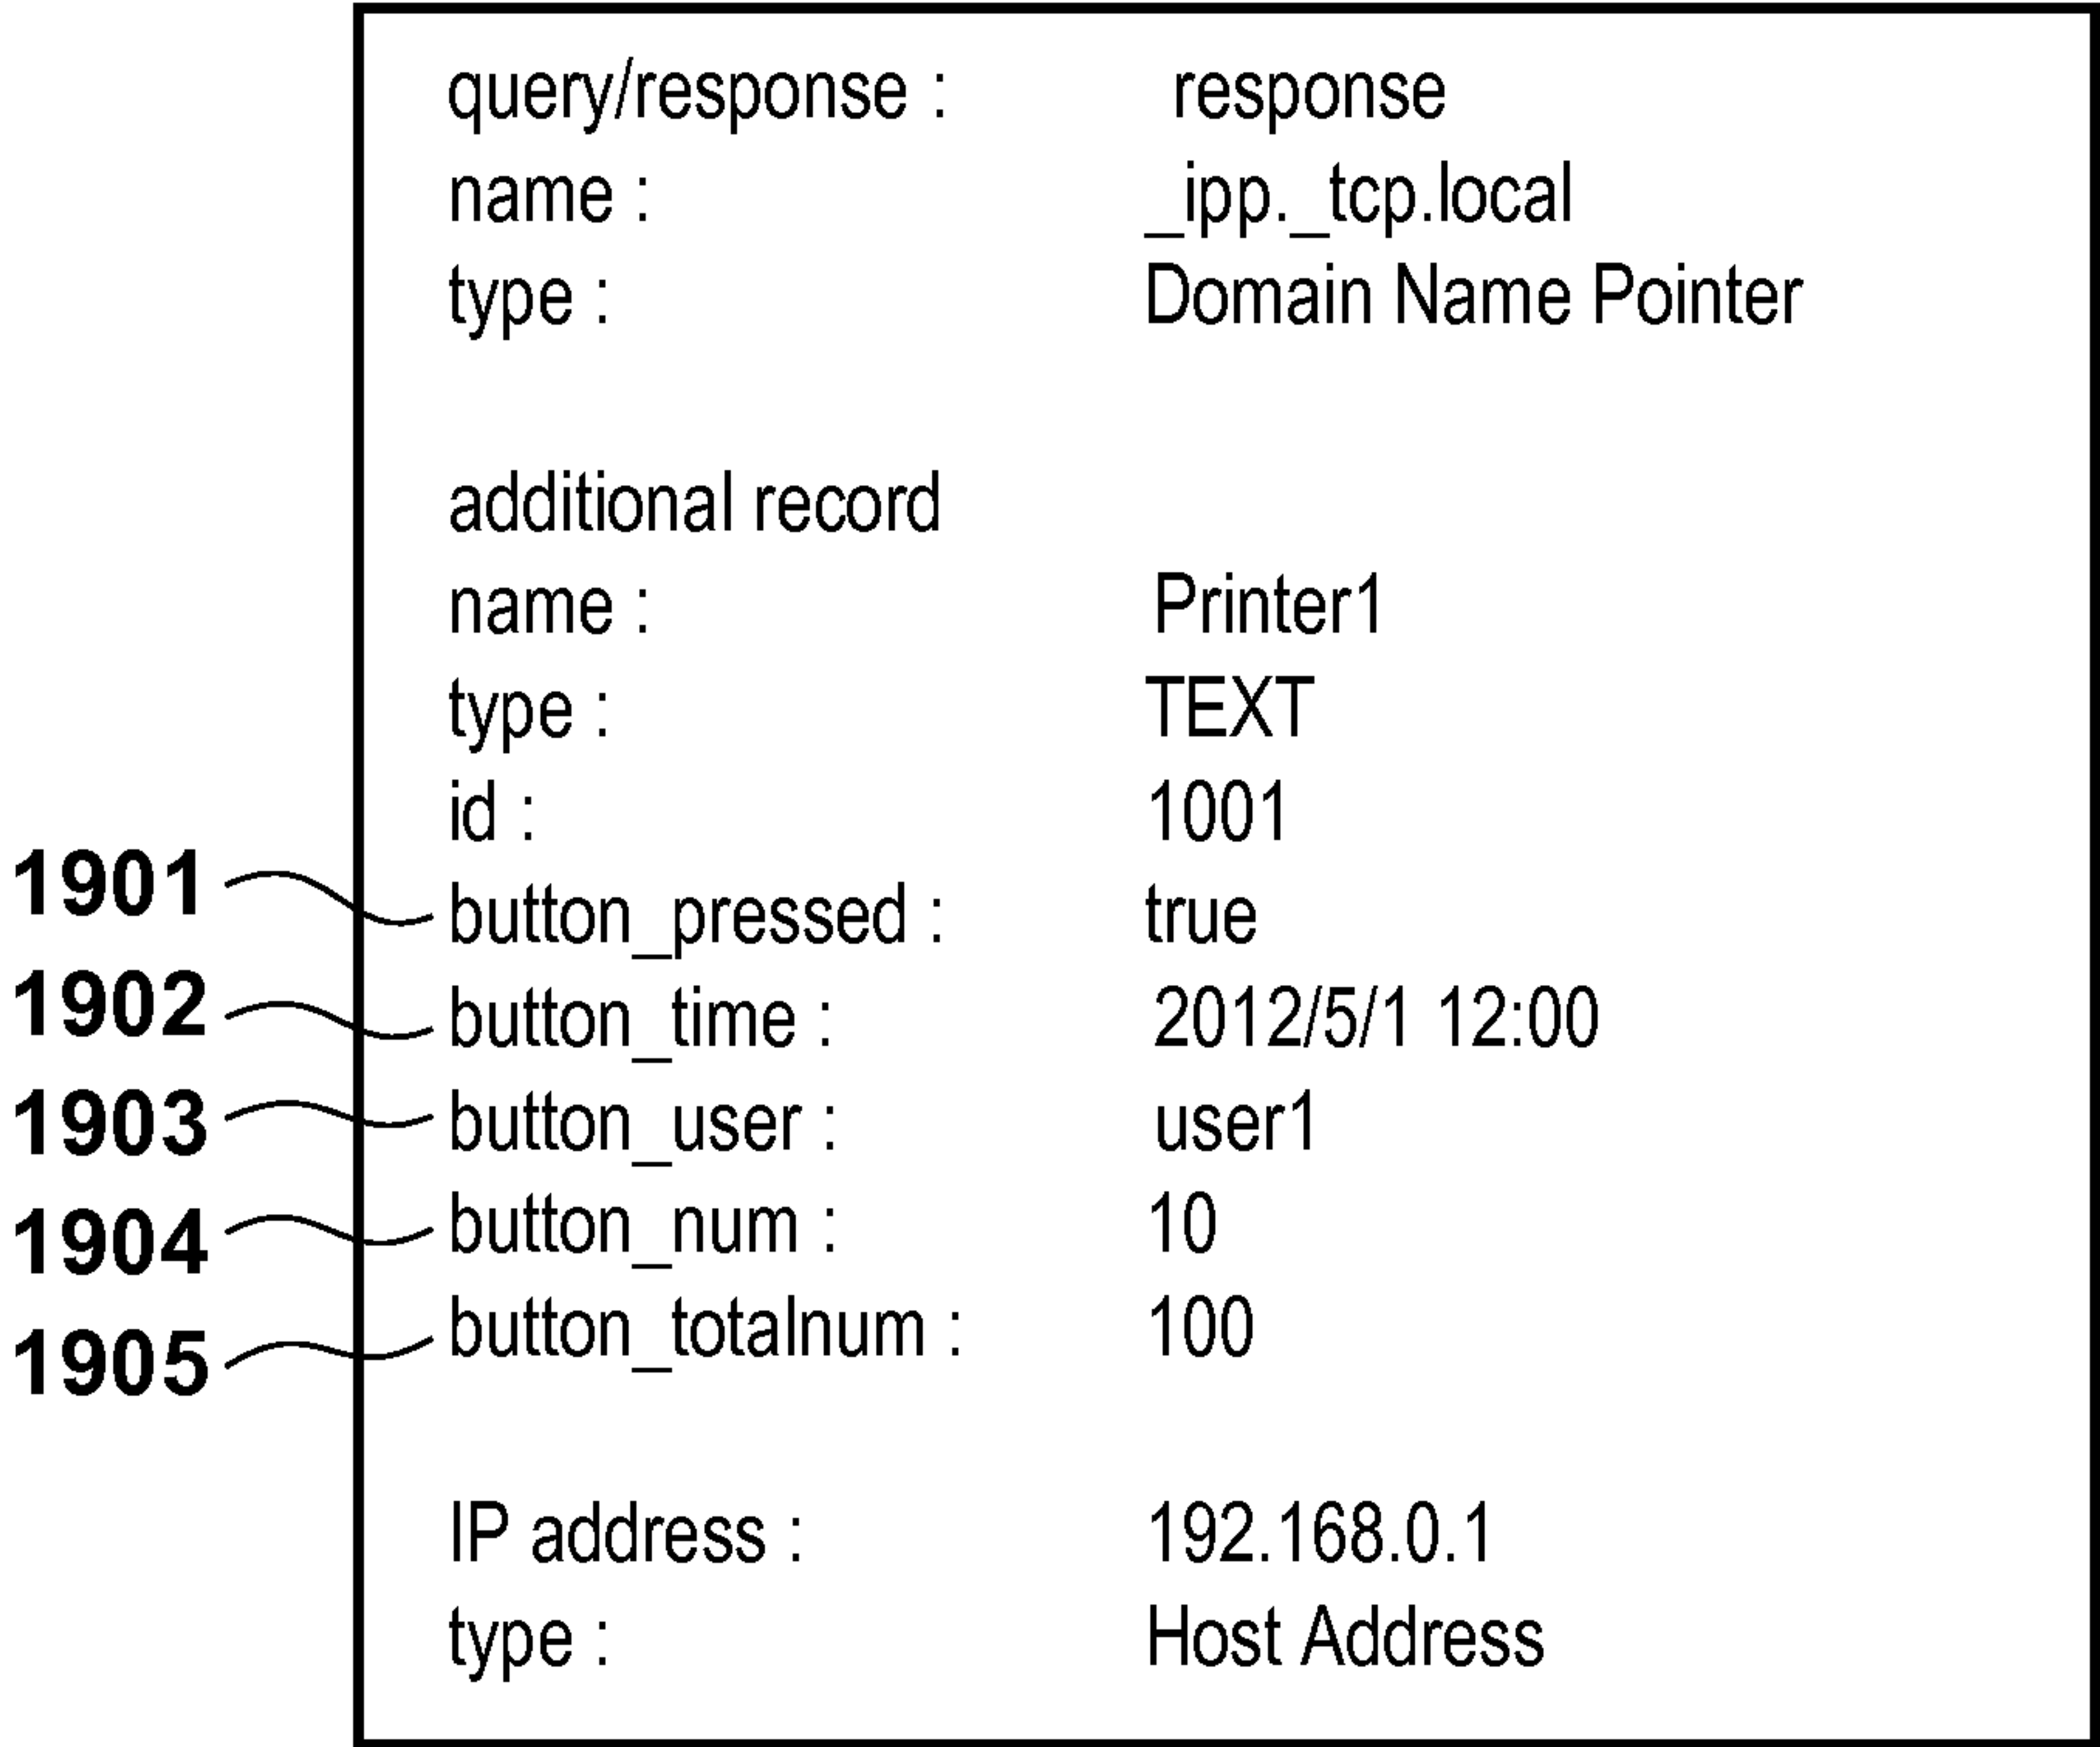 query/response : response
name : _ipp._tcp.local
type : Domain Name Pointer
additional record
name : Printer1
type : TEXT
id : 1001
1901 button_pressed : true
1902 button_time : 2012/5/1 12:00
1903 button_user : user1
1904 button_num : 10
1905 button_totalnum : 100
IP address : 192.168.0.1
type : Host Address